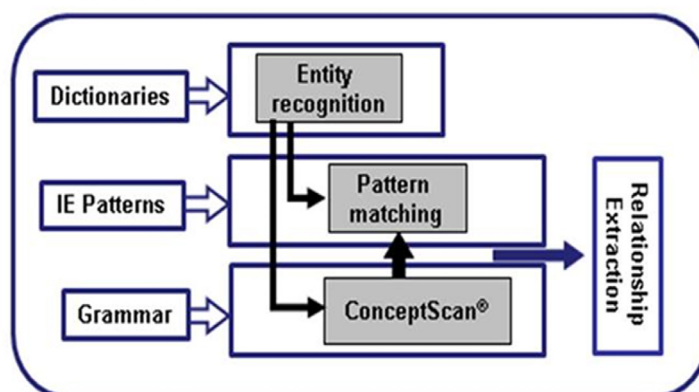 Dictionaries
Entity
recognition
IE Patterns
Pattern
matching
Grammar
ConceptScan®
Relationship
Extraction